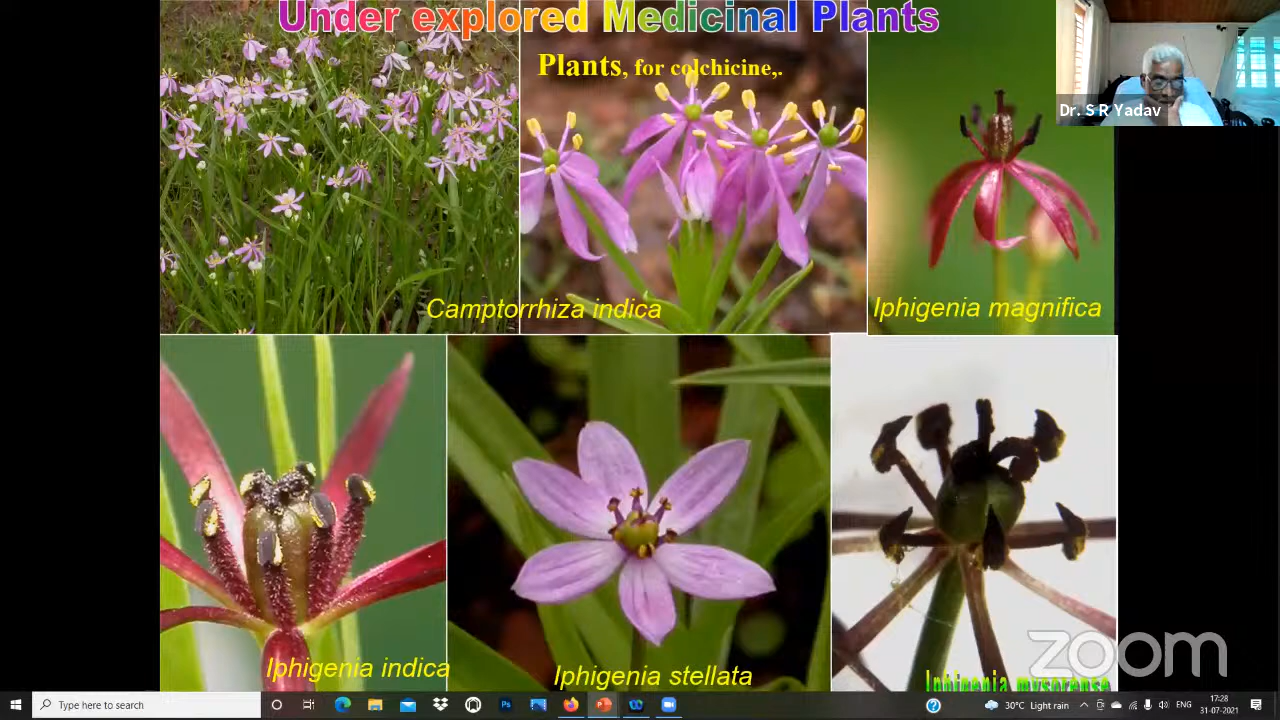 Under explored Medicinal Plants
Plants, for colchicine,.
Dr. S R Yadav
Camptorrhiza indica
Iphigenia magnifica
Iphigenia indica
Iphigenia stellata
Iphigenia mysorense
zoom
Type here to search
30°C Light rain
ENG
17:28
31-07-2021